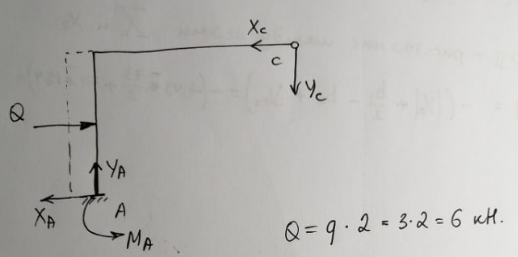 Xc
C
Yc
Q
YA
XA
A
MA
Q = q · 2 = 3·2 = 6 кН.